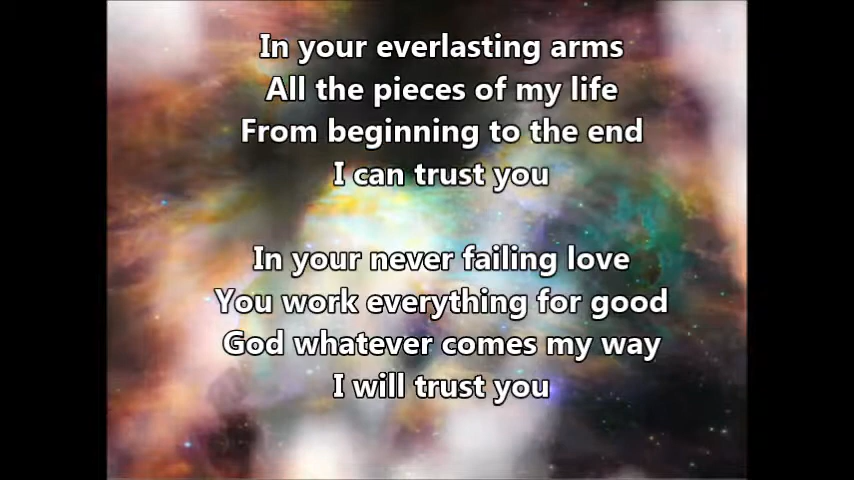 In your everlasting arms
All the pieces of my life
From beginning to the end
I can trust you
In your never failing love
You work everything for good
God whatever comes my way
I will trust you